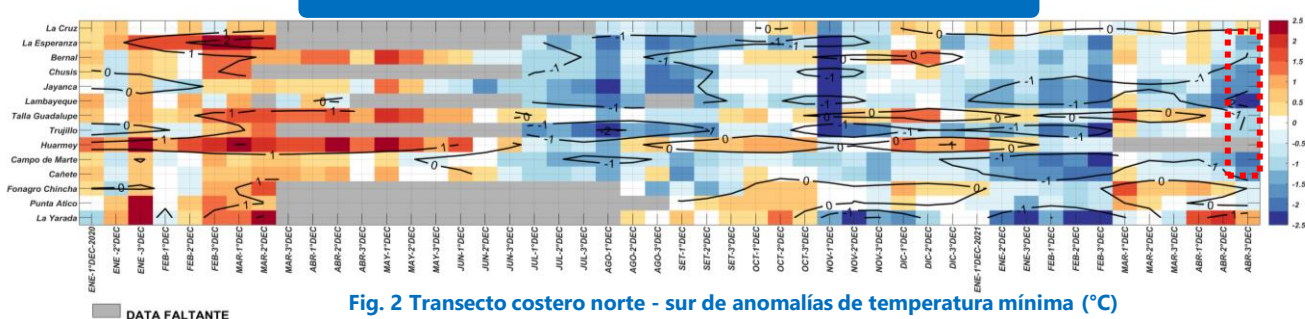 La Cruz
La Esperanza
Bernal
Chusis
Jayanca
Lambayeque
Talla Guadalupe
Trujillo
Huarmey
Campo de Marte
Cañete
Fonagro Chincha
Punta Atico
La Yarada
2.5
2
1.5
1
0.5
0
-0.5
-1
-1.5
-2
-2.5
ENE-1°DEC-2020
ENE -2°DEC
ENE -3°DEC
FEB-1°DEC
FEB-2°DEC
FEB-3°DEC
MAR-1°DEC
MAR-2°DEC
MAR-3°DEC
ABR-1°DEC
ABR-2°DEC
ABR-3°DEC
MAY-1°DEC
MAY-2°DEC
MAY-3°DEC
JUN-1°DEC
JUN-2°DEC
JUN-3°DEC
JUL-1°DEC
JUL-2°DEC
JUL-3°DEC
AGO-1°DEC
AGO-2°DEC
AGO-3°DEC
SET-1°DEC
SET-2°DEC
SET-3°DEC
OCT-1°DEC
OCT-2°DEC
OCT-3°DEC
NOV-1°DEC
NOV-2°DEC
NOV-3°DEC
DIC-1°DEC
DIC-2°DEC
DIC-3°DEC
ENE-1°DEC-2021
ENE-2°DEC
ENE-3°DEC
FEB-1°DEC
FEB-2°DEC
FEB-3°DEC
MAR-1°DEC
MAR-2°DEC
MAR-3°DEC
ABR-1°DEC
ABR-2°DEC
ABR-3°DEC
DATA FALTANTE
Fig. 2 Transecto costero norte - sur de anomalías de temperatura mínima (°C)